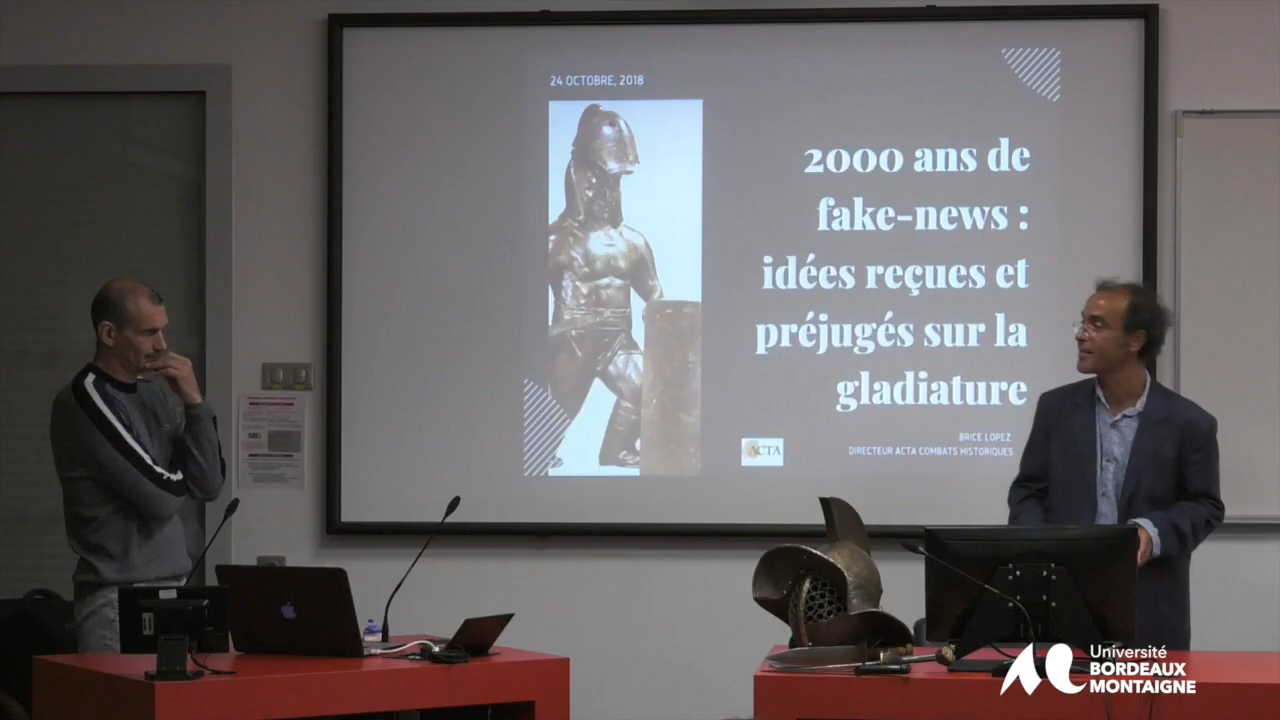 24 OCTOBRE, 2018
2000 ans de
fake-news :
idées reçues et
préjugés sur la
gladiature
BRICE LOPEZ
DIRECTEUR ACTA COMBATS HISTORIQUES
ACTA
Université
BORDEAUX
MONTAIGNE